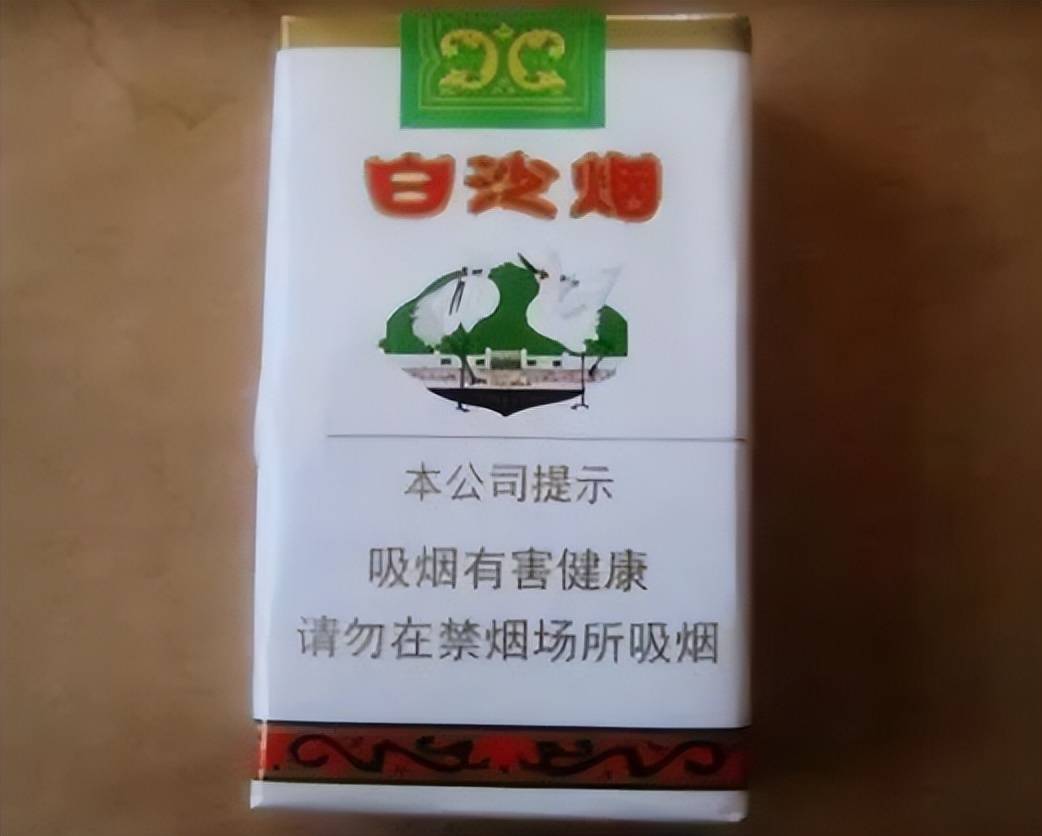 白沙烟
本公司提示
吸烟有害健康
请勿在禁烟场所吸烟